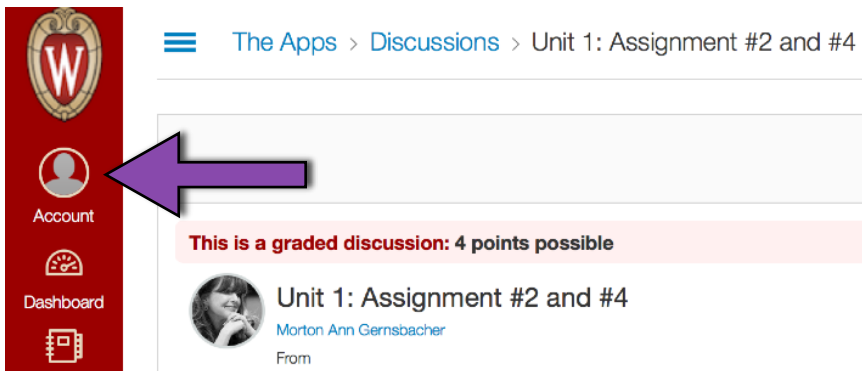 W
The Apps > Discussions > Unit 1: Assignment #2 and #4
Account
This is a graded discussion: 4 points possible
Dashboard
Unit 1: Assignment #2 and #4
Morton Ann Gernsbacher
From